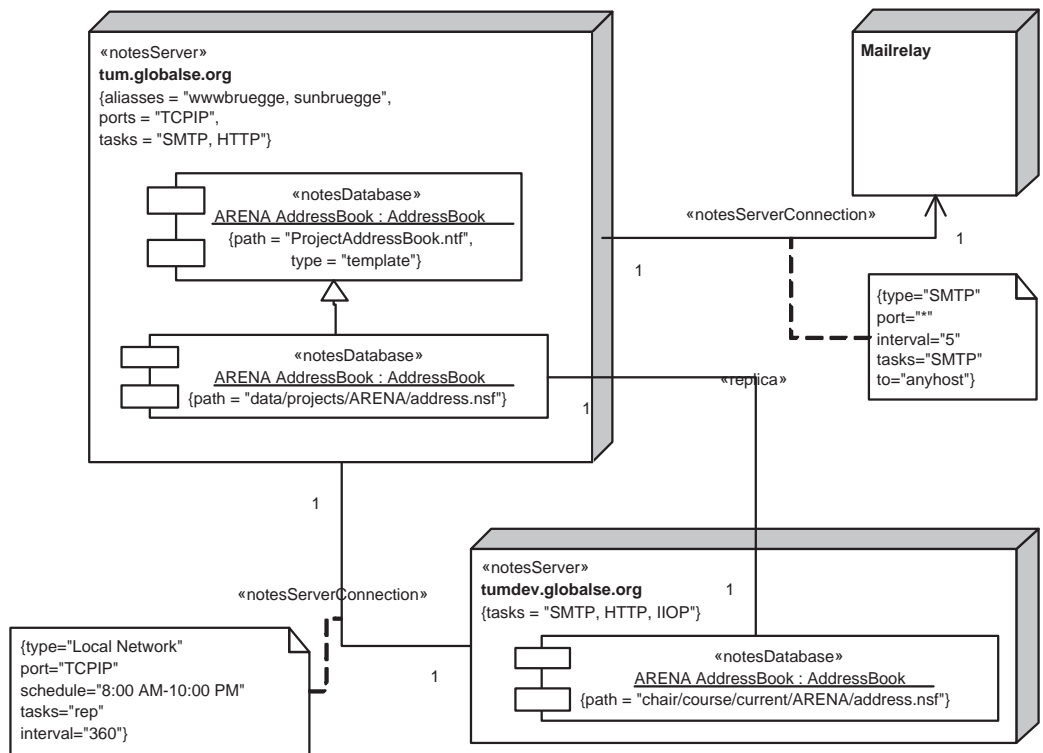 «notesServer»
tum.globalse.org
{aliasses = "wwwbruegge, sunbruegge",
ports = "TCPIP",
tasks = "SMTP, HTTP"}
«notesDatabase»
ARENA AddressBook : AddressBook
{path = "ProjectAddressBook.ntf",
type = "template"}
«notesDatabase»
ARENA AddressBook : AddressBook
{path = "data/projects/ARENA/address.nsf"}
Mailrelay
«notesServerConnection»
1
1
{type="SMTP"
port="*"
interval="5"
tasks="SMTP"
to="anyhost"}
«replica»
1
1
1
«notesServerConnection»
1
{type="Local Network"
port="TCPIP"
schedule="8:00 AM-10:00 PM"
tasks="rep"
interval="360"}
«notesServer»
tumdev.globalse.org
{tasks = "SMTP, HTTP, IIOP"}
«notesDatabase»
ARENA AddressBook : AddressBook
{path = "chair/course/current/ARENA/address.nsf"}